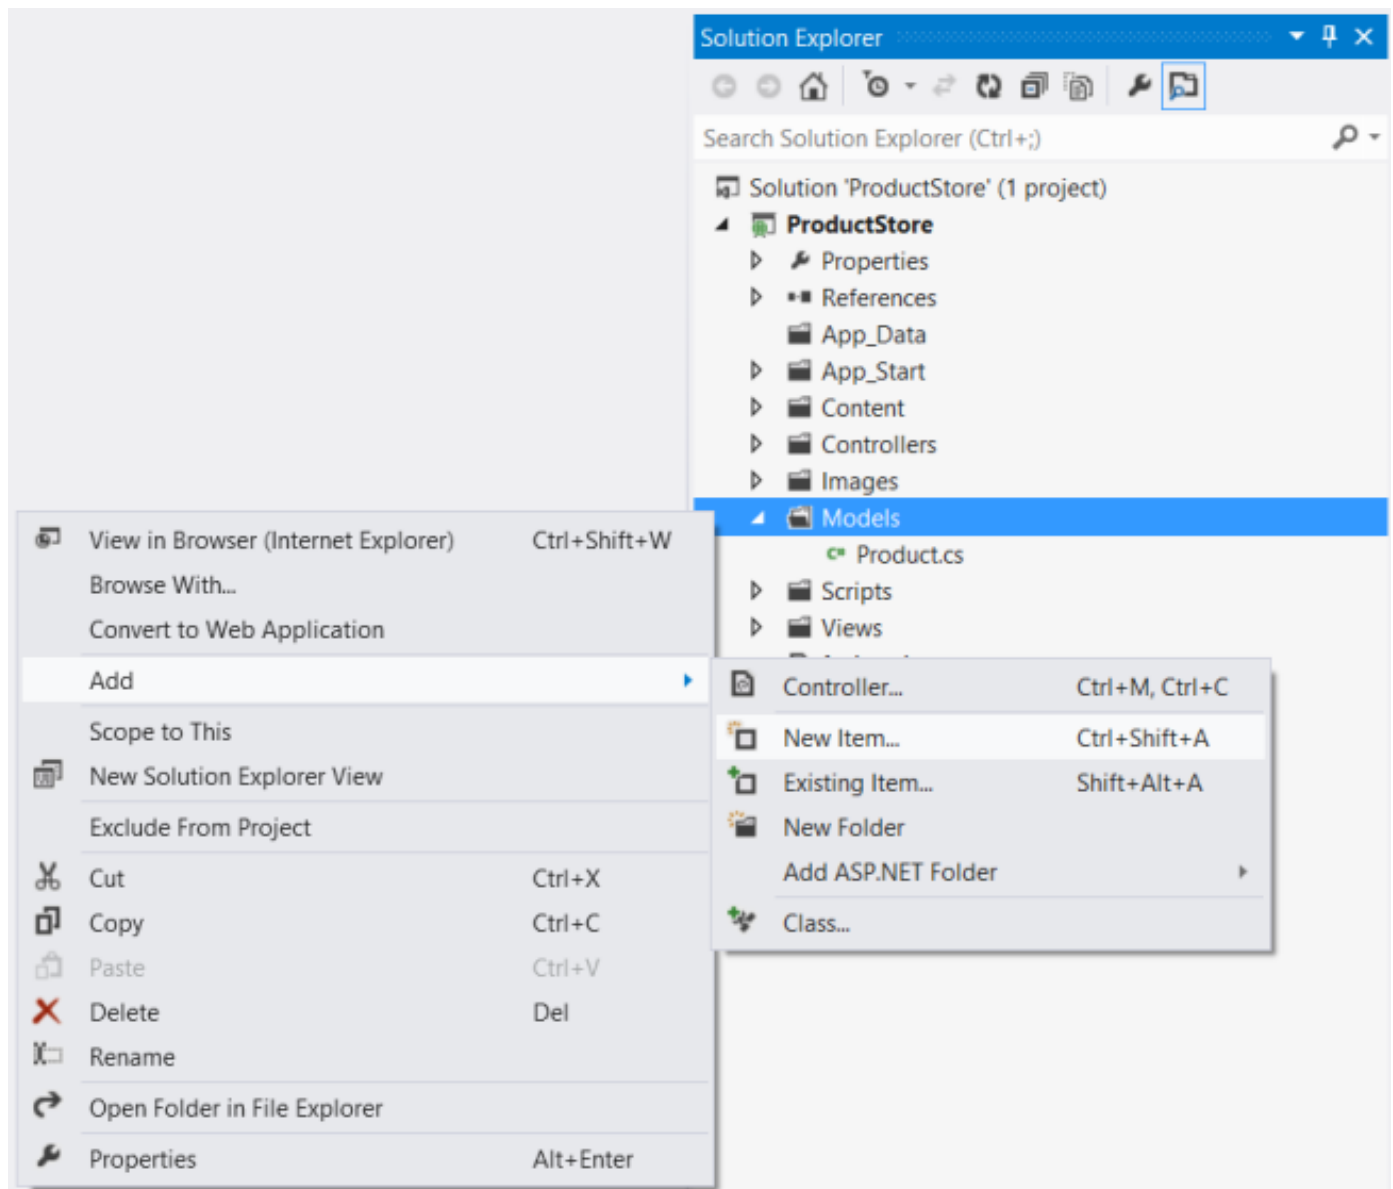 Solution Explorer
Search Solution Explorer (Ctrl+;)
Solution 'ProductStore' (1 project)
ProductStore
Properties
References
App_Data
App_Start
Content
Controllers
Images
Models
Product.cs
Scripts
Views
View in Browser (Internet Explorer) Ctrl+Shift+W
Browse With...
Convert to Web Application
Add
Scope to This
New Solution Explorer View
Exclude From Project
Cut Ctrl+X
Copy Ctrl+C
Paste Ctrl+V
Delete Del
Rename
Open Folder in File Explorer
Properties Alt+Enter
Controller... Ctrl+M, Ctrl+C
New Item... Ctrl+Shift+A
Existing Item... Shift+Alt+A
New Folder
Add ASP.NET Folder
Class...